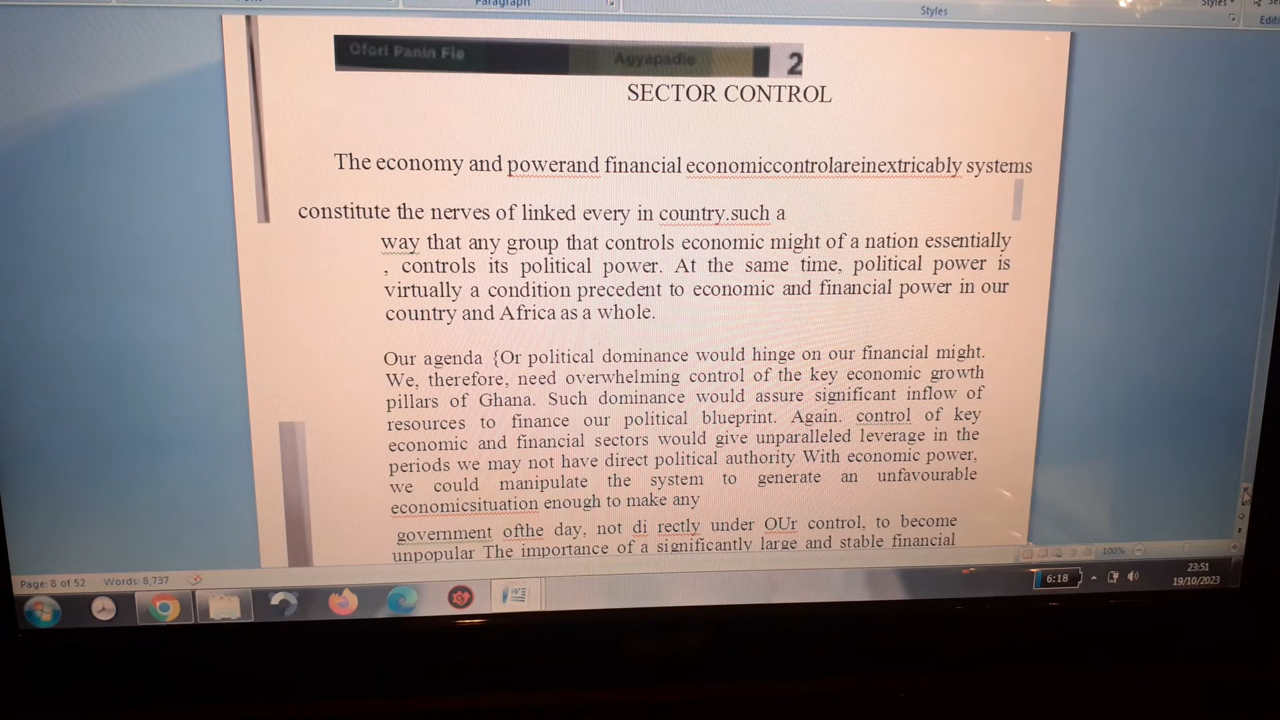 Paragraph
Styles
Styles
Editi
Ofori Panin Fie
Agyapadie
2
SECTOR CONTROL
The economy and powerand financial economiccontrolareinextricably systems
constitute the nerves of linked every in country.such a
way that any group that controls economic might of a nation essentially
, controls its political power. At the same time, political power is
virtually a condition precedent to economic and financial power in our
country and Africa as a whole.
Our agenda {Or political dominance would hinge on our financial might.
We, therefore, need overwhelming control of the key economic growth
pillars of Ghana. Such dominance would assure significant inflow of
resources to finance our political blueprint. Again. control of key
economic and financial sectors would give unparalleled leverage in the
periods we may not have direct political authority With economic power,
we could manipulate the system to generate an unfavourable
economicsituation enough to make any
government ofthe day, not di rectly under OUr control, to become
unpopular The importance of a significantly large and stable financial
Page: 8 of 52 Words: 8,737
100%
6:18
23:51
19/10/2023